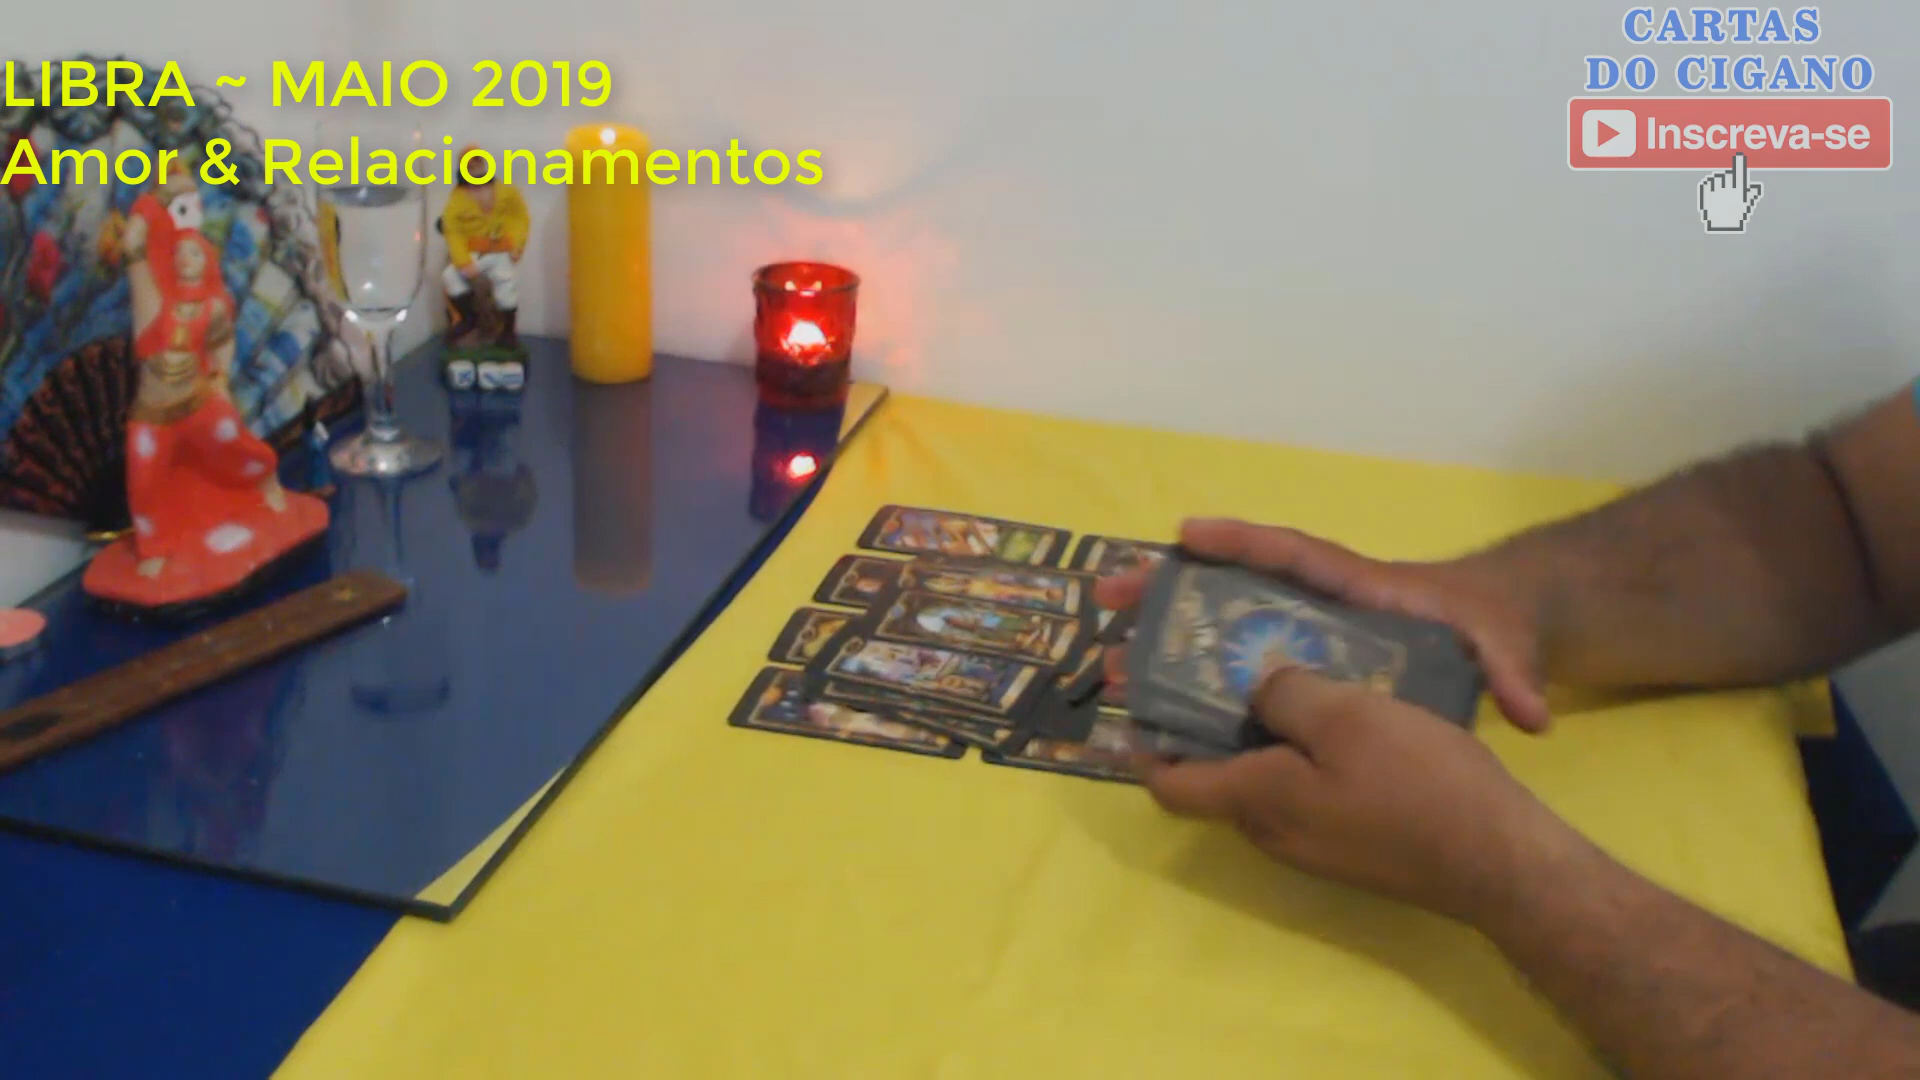 LIBRA ~ MAIO 2019
Amor & Relacionamentos
CARTAS
DO CIGANO
Inscreva-se